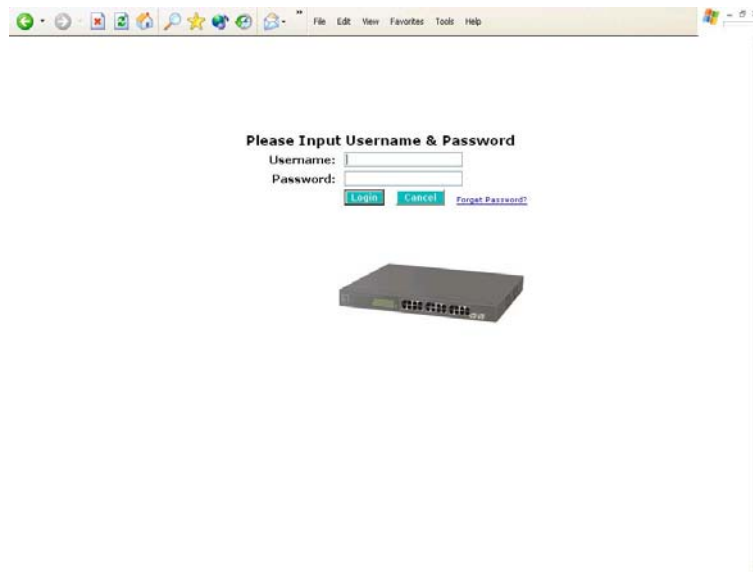 File Edit View Favorites Tools Help
Please Input Username & Password
Username:
Password:
Login Cancel Forget Password?